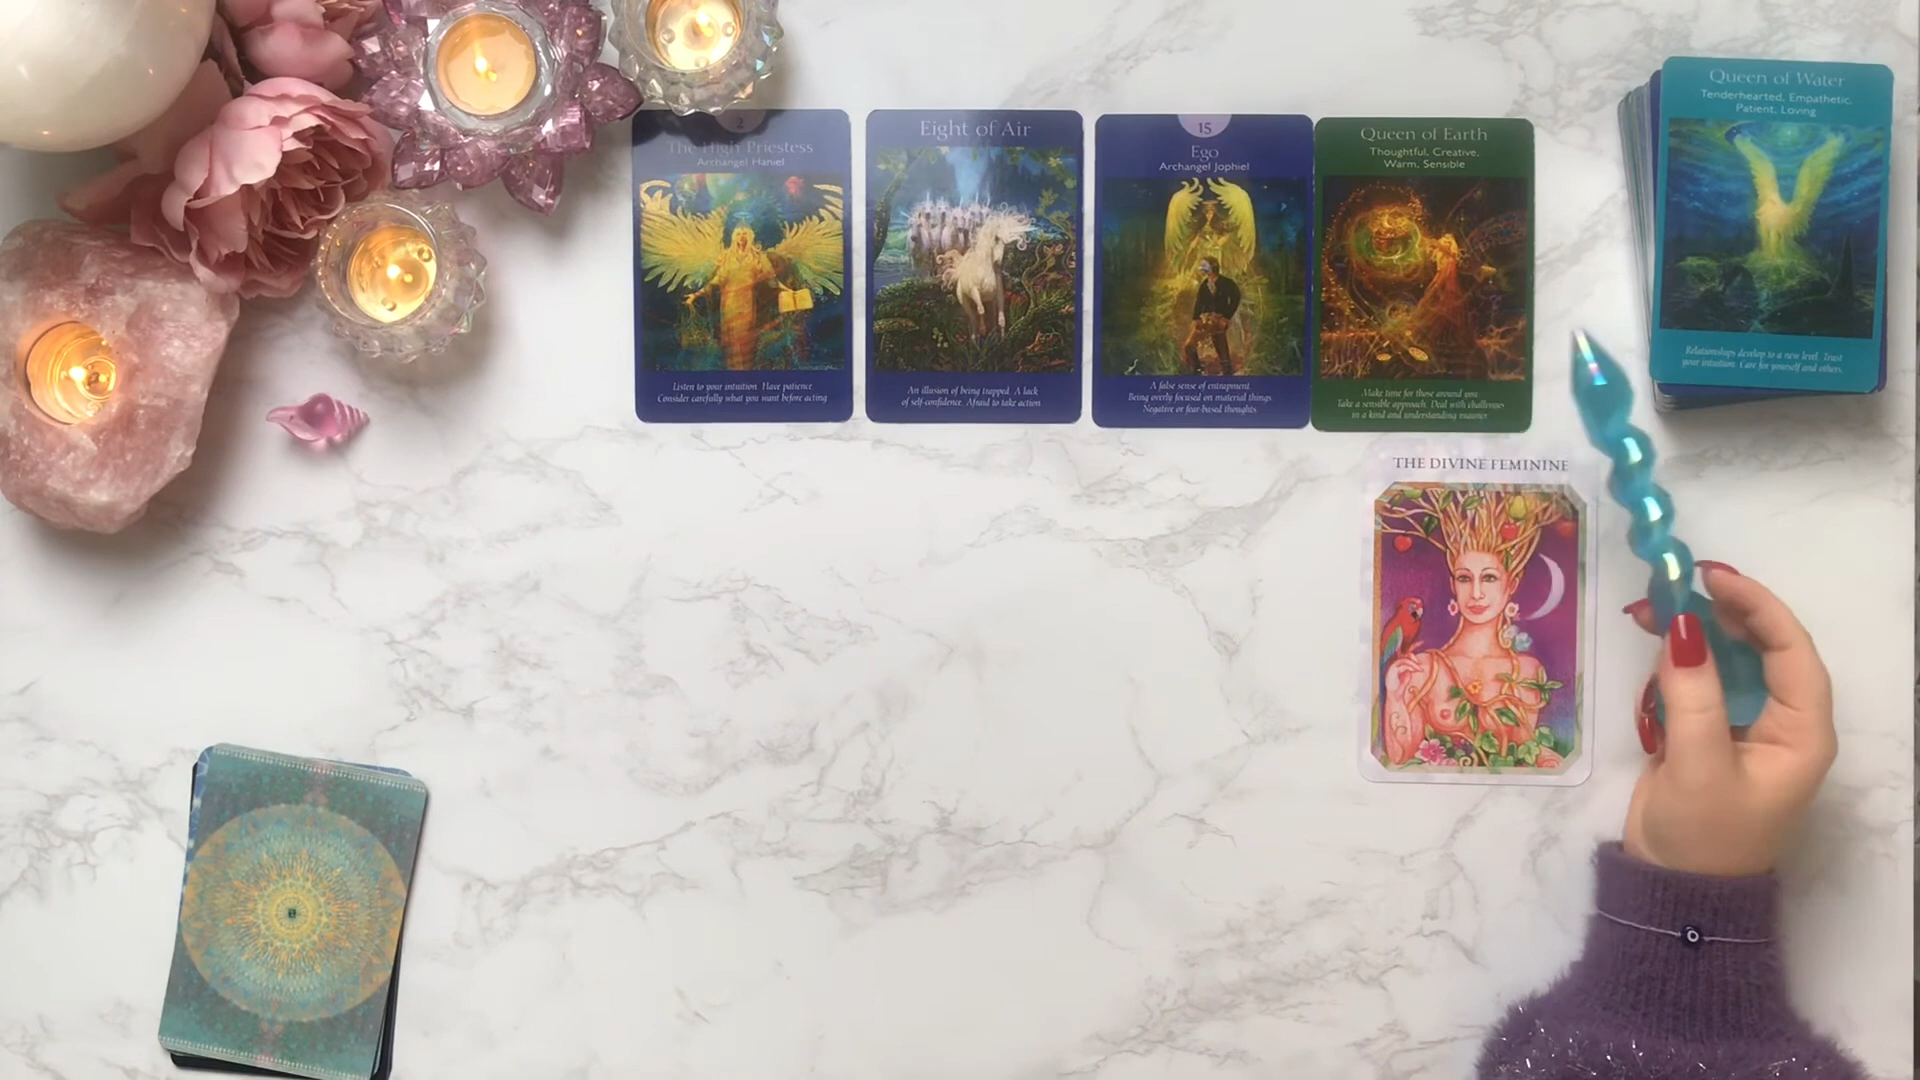 2
The High Priestess
Archangel Haniel
Listen to your intuition. Have patience.
Consider carefully what you want before acting
Eight of Air
An illusion of being trapped. A lack
of self-confidence. Afraid to take action
15
Ego
Archangel Jophiel
A false sense of entrapment
Being overly focused on material things
Negative or fear-based thoughts
Queen of Earth
Thoughtful, Creative,
Warm, Sensible
Make time for those around you
Take a sensible approach. Deal with challenges
in a kind and understanding manner.
Queen of Water
Tenderhearted, Empathetic,
Patient, Loving
Relationships develop to a new level. Trust
your intuition. Care for yourself and others.
THE DIVINE FEMININE